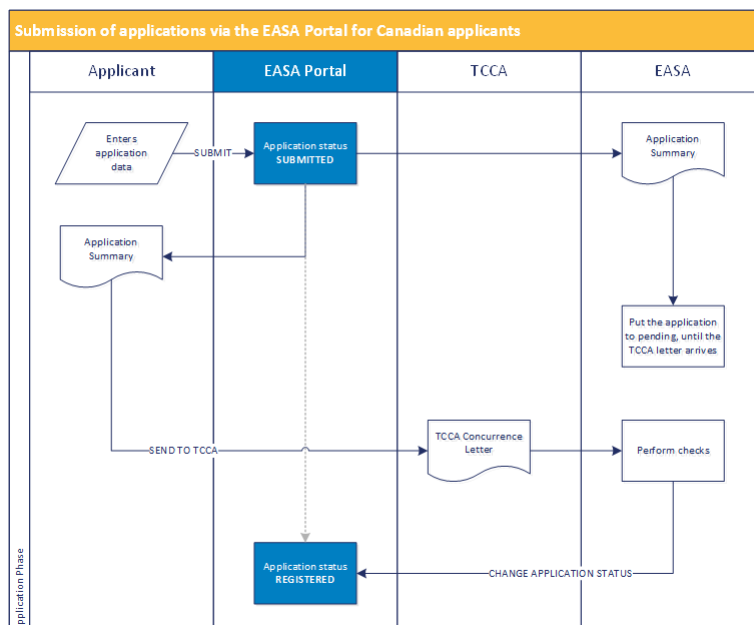 Submission of applications via the EASA Portal for Canadian applicants
Applicant
EASA Portal
TCCA
EASA
Enters
application
data
SUBMIT
Application status
SUBMITTED
Application
Summary
Application
Summary
Put the application
to pending, until the
TCCA letter arrives
SEND TO TCCA
TCCA Concurrence
Letter
Perform checks
Application status
REGISTERED
CHANGE APPLICATION STATUS
pplication Phase